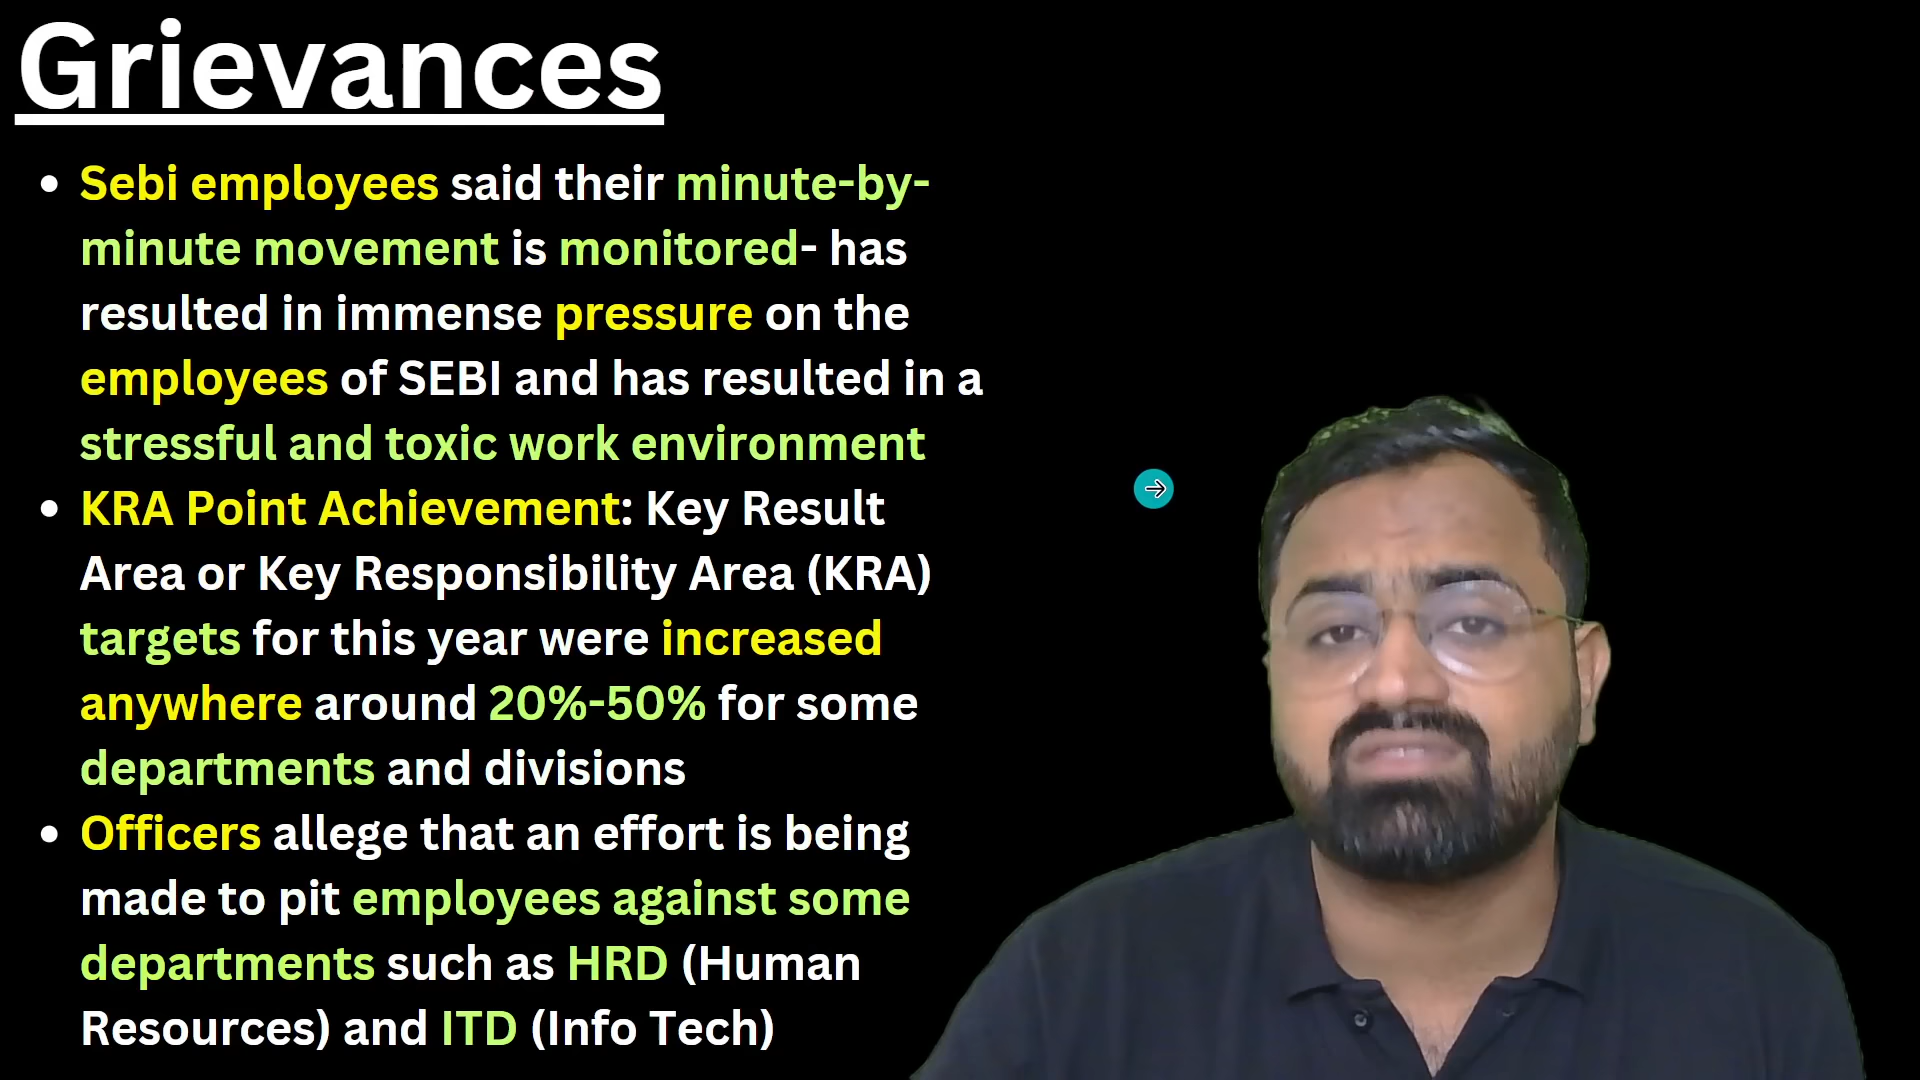 Grievances
Sebi employees said their minute-by-
minute movement is monitored- has
resulted in immense pressure on the
employees of SEBI and has resulted in a
stressful and toxic work environment
KRA Point Achievement: Key Result
Area or Key Responsibility Area (KRA)
targets for this year were increased
anywhere around 20%-50% for some
departments and divisions
Officers allege that an effort is being
made to pit employees against some
departments such as HRD (Human
Resources) and ITD (Info Tech)